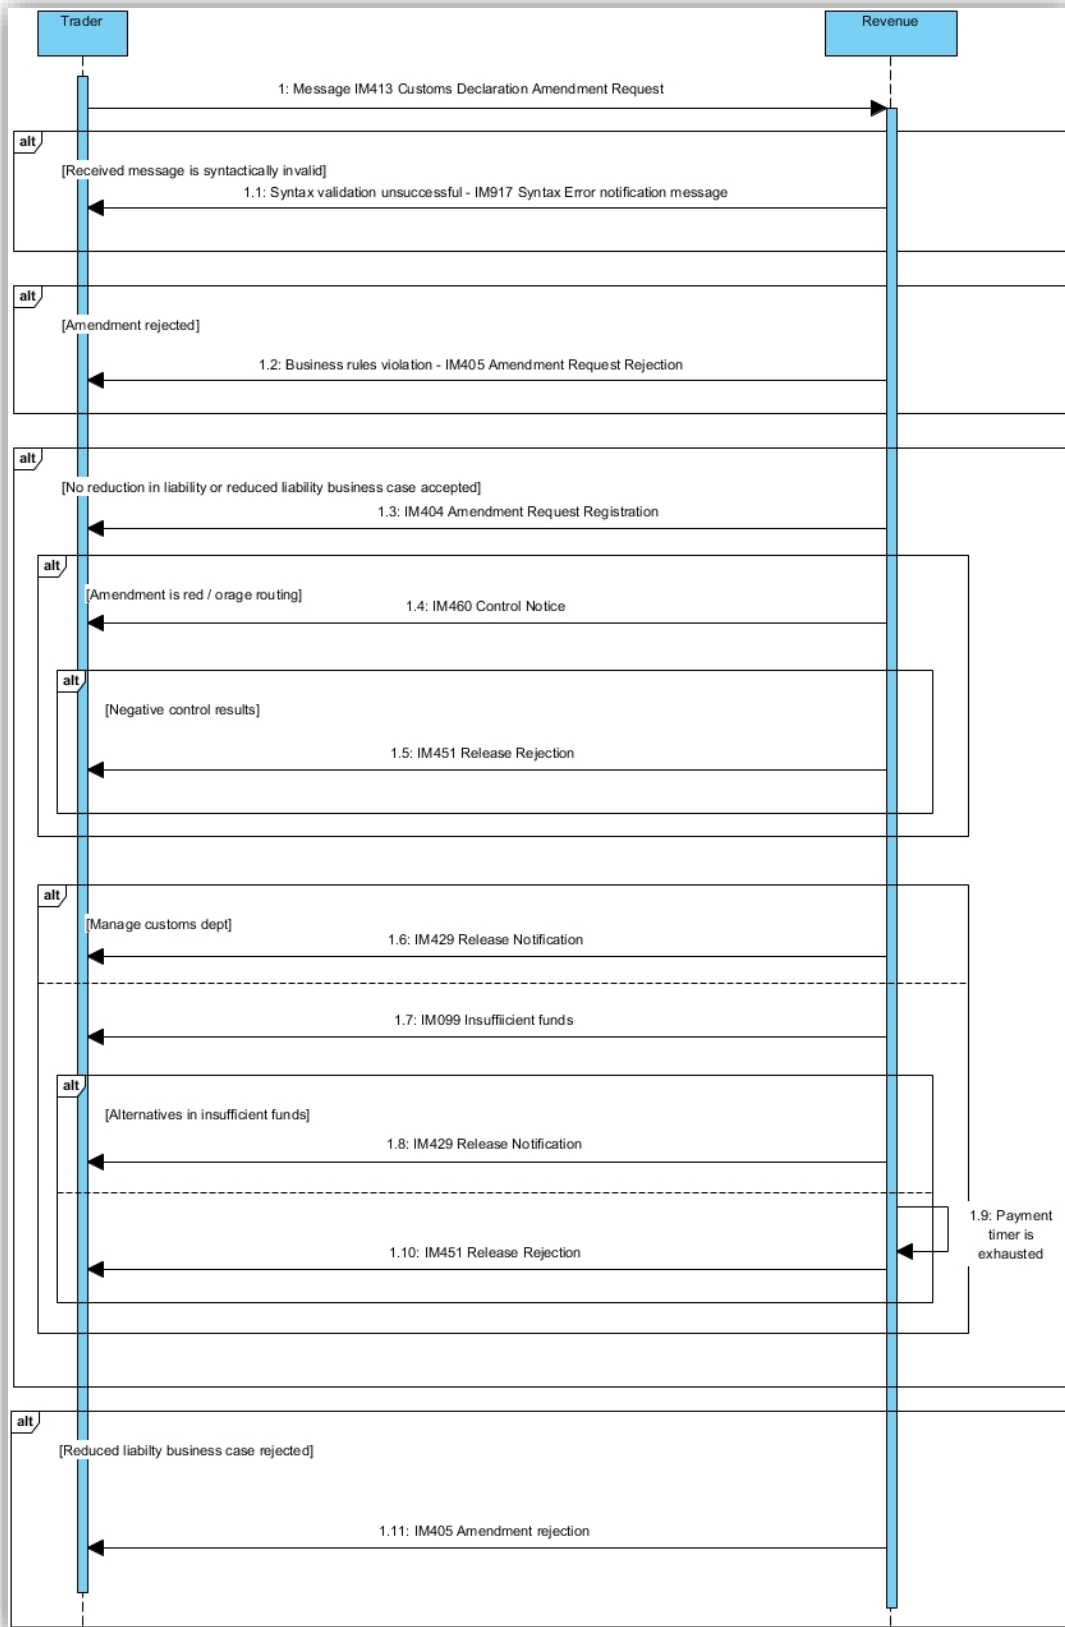 Trader
Revenue
1: Message IM413 Customs Declaration Amendment Request
alt
[Received message is syntactically invalid]
1.1: Syntax validation unsuccessful - IM917 Syntax Error notification message
alt
[Amendment rejected]
1.2: Business rules violation - IM405 Amendment Request Rejection
alt
[No reduction in liability or reduced liability business case accepted]
1.3: IM404 Amendment Request Registration
alt
[Amendment is red / orage routing]
1.4: IM460 Control Notice
alt
[Negative control results]
1.5: IM451 Release Rejection
alt
[Manage customs dept]
1.6: IM429 Release Notification
1.7: IM099 Insuffiicient funds
alt
[Alternatives in insufficient funds]
1.8: IM429 Release Notification
1.9: Payment
timer is
exhausted
1.10: IM451 Release Rejection
alt
[Reduced liabilty business case rejected]
1.11: IM405 Amendment rejection